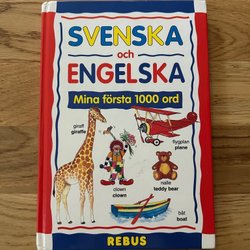 SVENSKA
och
ENGELSKA
Mina första 1000 ord
giraff
giraffe
flygplan
plane
nalle
teddy bear
clown
clown
båt
boat
REBUS